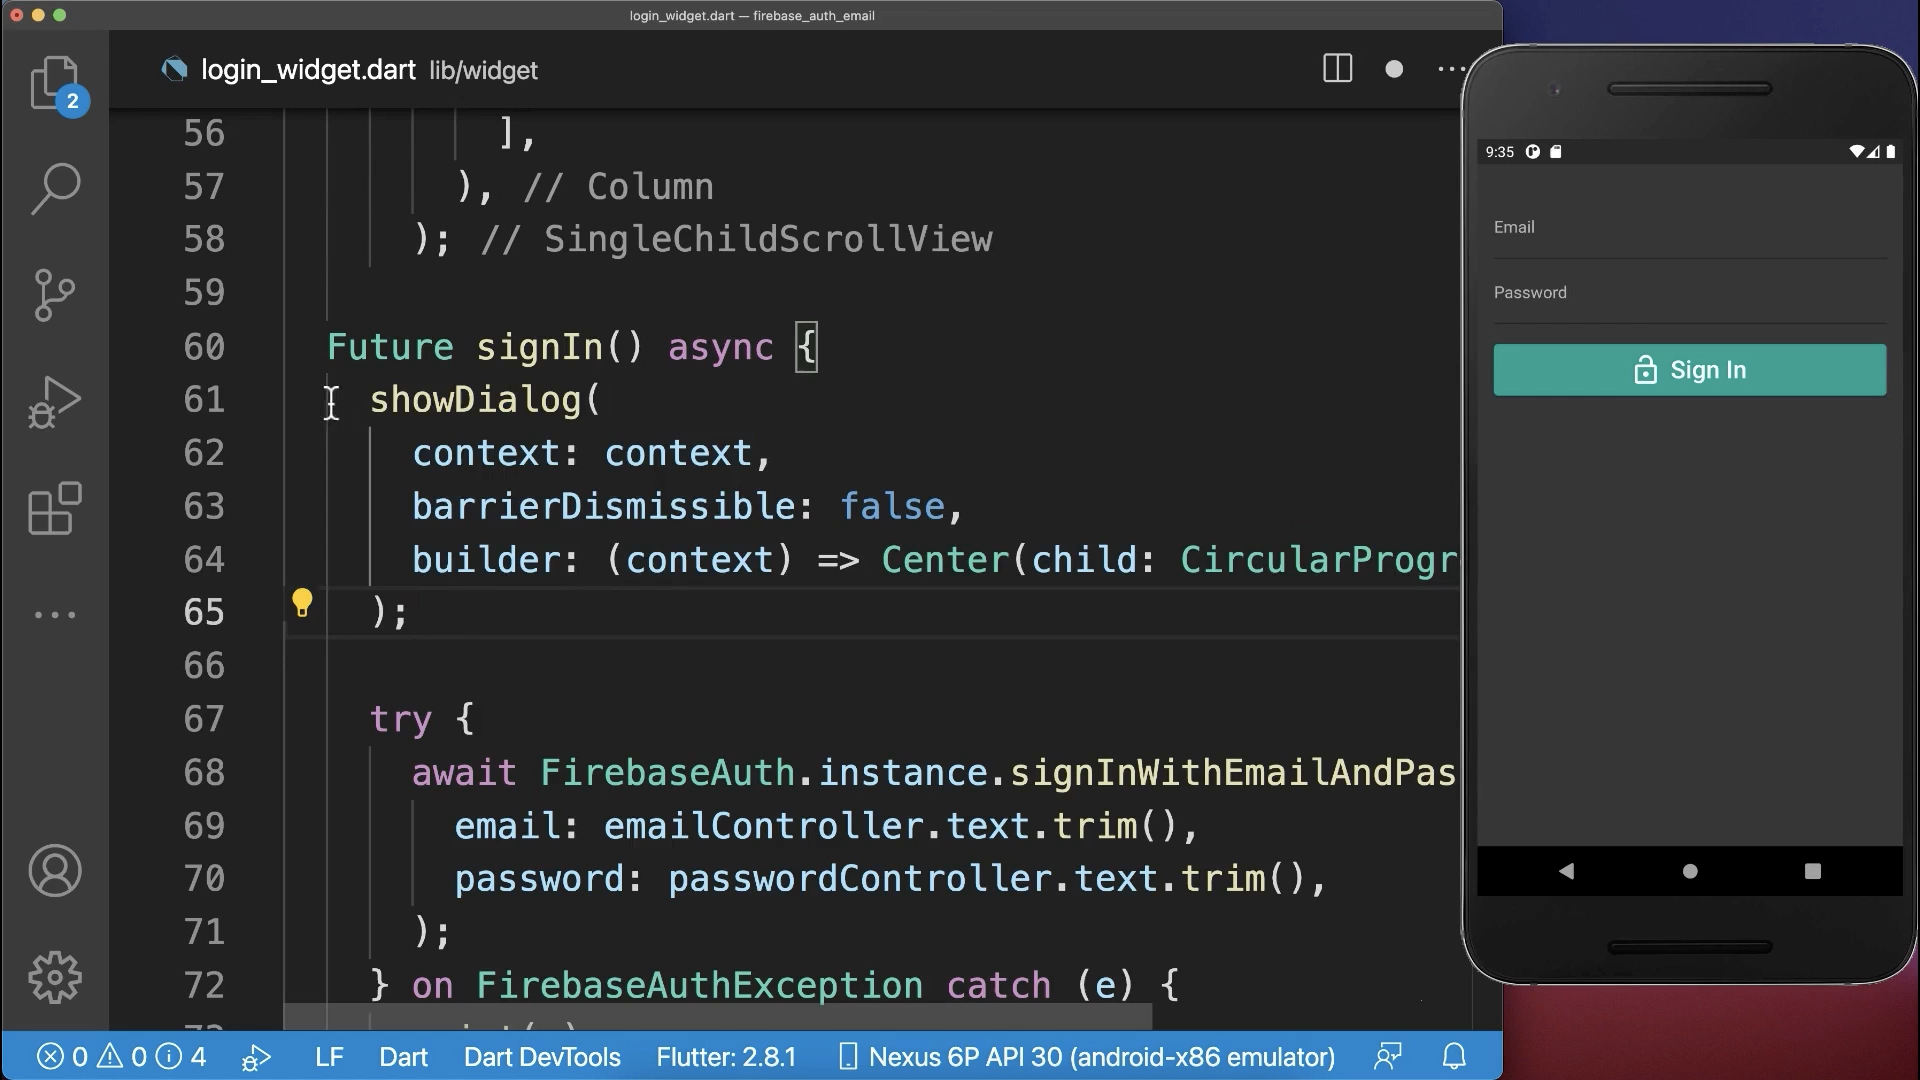 login_widget.dart — firebase_auth_email
login_widget.dart lib/widget
2
56 ],
57 ), // Column
58 ); // SingleChildScrollView
59
60 Future signIn() async {
61 showDialog(
62 context: context,
63 barrierDismissible: false,
64 builder: (context) => Center(child: CircularProgr
65 );
66
67 try {
68 await FirebaseAuth.instance.signInWithEmailAndPas
69 email: emailController.text.trim(),
70 password: passwordController.text.trim(),
71 );
72 } on FirebaseAuthException catch (e) {
0 0 4 LF Dart Dart DevTools Flutter: 2.8.1 Nexus 6P API 30 (android-x86 emulator)
9:35
Email
Password
Sign In